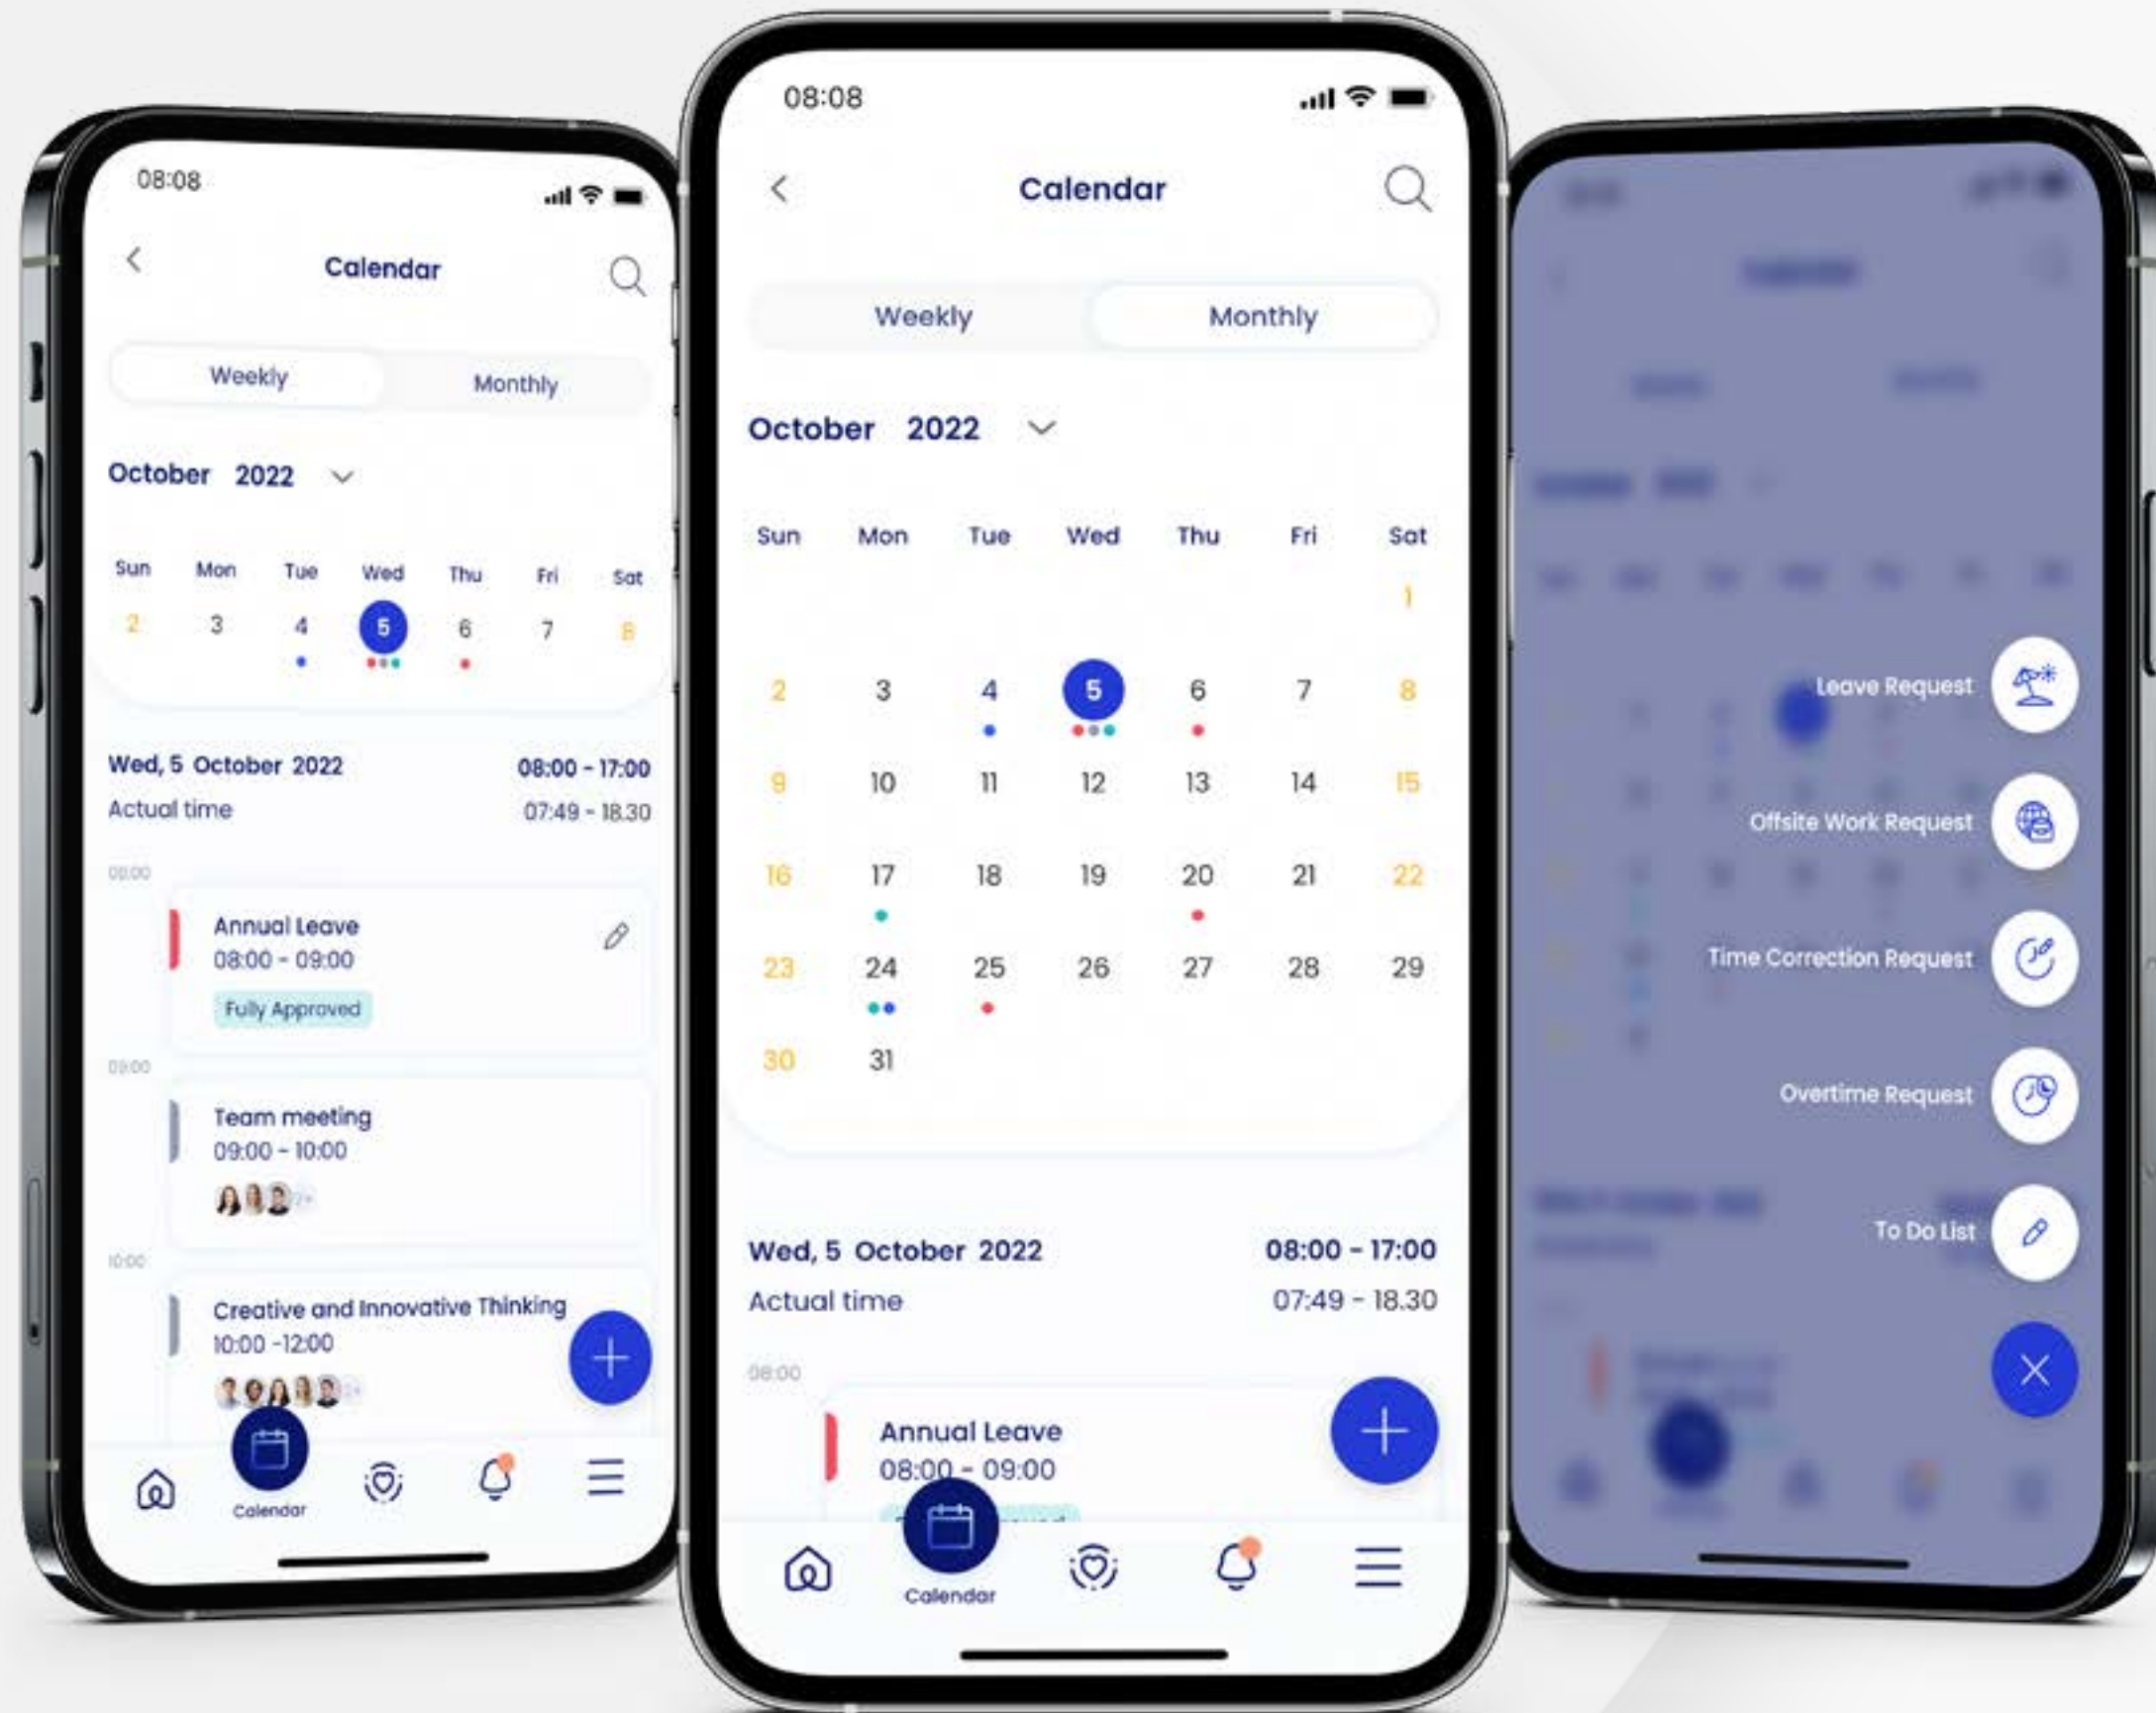 08:08
Calendar
Weekly Monthly
October 2022
Sun Mon Tue Wed Thu Fri Sat
2 3 4 5 6 7 8
Wed, 5 October 2022 08:00 - 17:00
Actual time 07:49 - 18.30
Annual Leave
08:00 - 09:00
Fully Approved
09:00
Team meeting
09:00 - 10:00
10:00
Creative and Innovative Thinking
10:00 -12:00
Calendar
08:08
Calendar
Weekly Monthly
October 2022
Sun Mon Tue Wed Thu Fri Sat
1
2 3 4 5 6 7 8
9 10 11 12 13 14 15
16 17 18 19 20 21 22
23 24 25 26 27 28 29
30 31
Wed, 5 October 2022 08:00 - 17:00
Actual time 07:49 - 18.30
08:00
Annual Leave
08:00 - 09:00
Calendar
Leave Request
Offsite Work Request
Time Correction Request
Overtime Request
To Do List